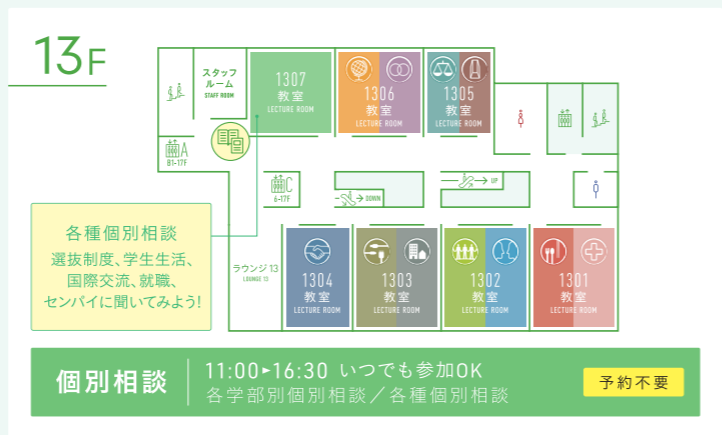 13F
スタッフ
ルーム
STAFF ROOM
1307
教室
LECTURE ROOM
1306
教室
LECTURE ROOM
1305
教室
LECTURE ROOM
A
B1-17F
C
6-17F
DOWN
UP
各種個別相談
選抜制度、学生生活、
国際交流、就職、
センパイに聞いてみよう!
ラウンジ 13
LOUNGE 13
1304
教室
LECTURE ROOM
1303
教室
LECTURE ROOM
1302
教室
LECTURE ROOM
1301
教室
LECTURE ROOM
個別相談
11:00▸16:30 いつでも参加OK
各学部別個別相談／各種個別相談
予約不要